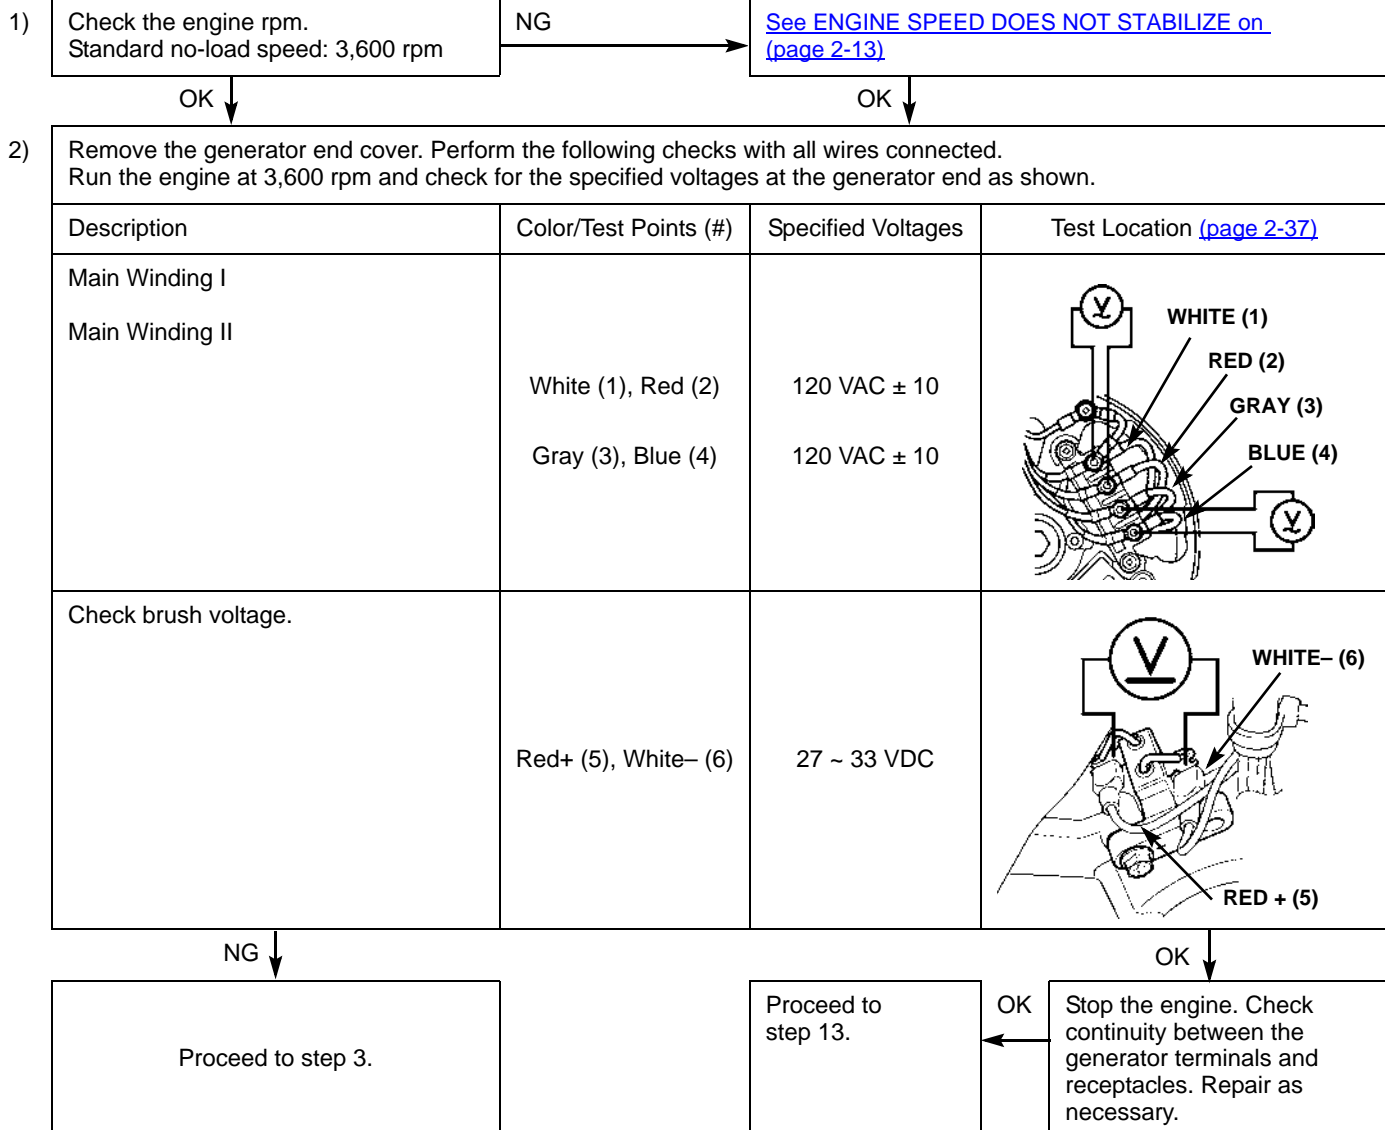 1)
Check the engine rpm.
Standard no-load speed: 3,600 rpm
NG
See ENGINE SPEED DOES NOT STABILIZE on
(page 2-13)
OK
OK
2)
Remove the generator end cover. Perform the following checks with all wires connected.
Run the engine at 3,600 rpm and check for the specified voltages at the generator end as shown.
Description
Color/Test Points (#)
Specified Voltages
Test Location (page 2-37)
Main Winding I
Main Winding II
White (1), Red (2)
120 VAC ± 10
Gray (3), Blue (4)
120 VAC ± 10
V
WHITE (1)
RED (2)
GRAY (3)
BLUE (4)
V
Check brush voltage.
Red+ (5), White– (6)
27 ~ 33 VDC
V
WHITE– (6)
RED + (5)
NG
OK
Proceed to step 3.
Proceed to
step 13.
OK
Stop the engine. Check
continuity between the
generator terminals and
receptacles. Repair as
necessary.